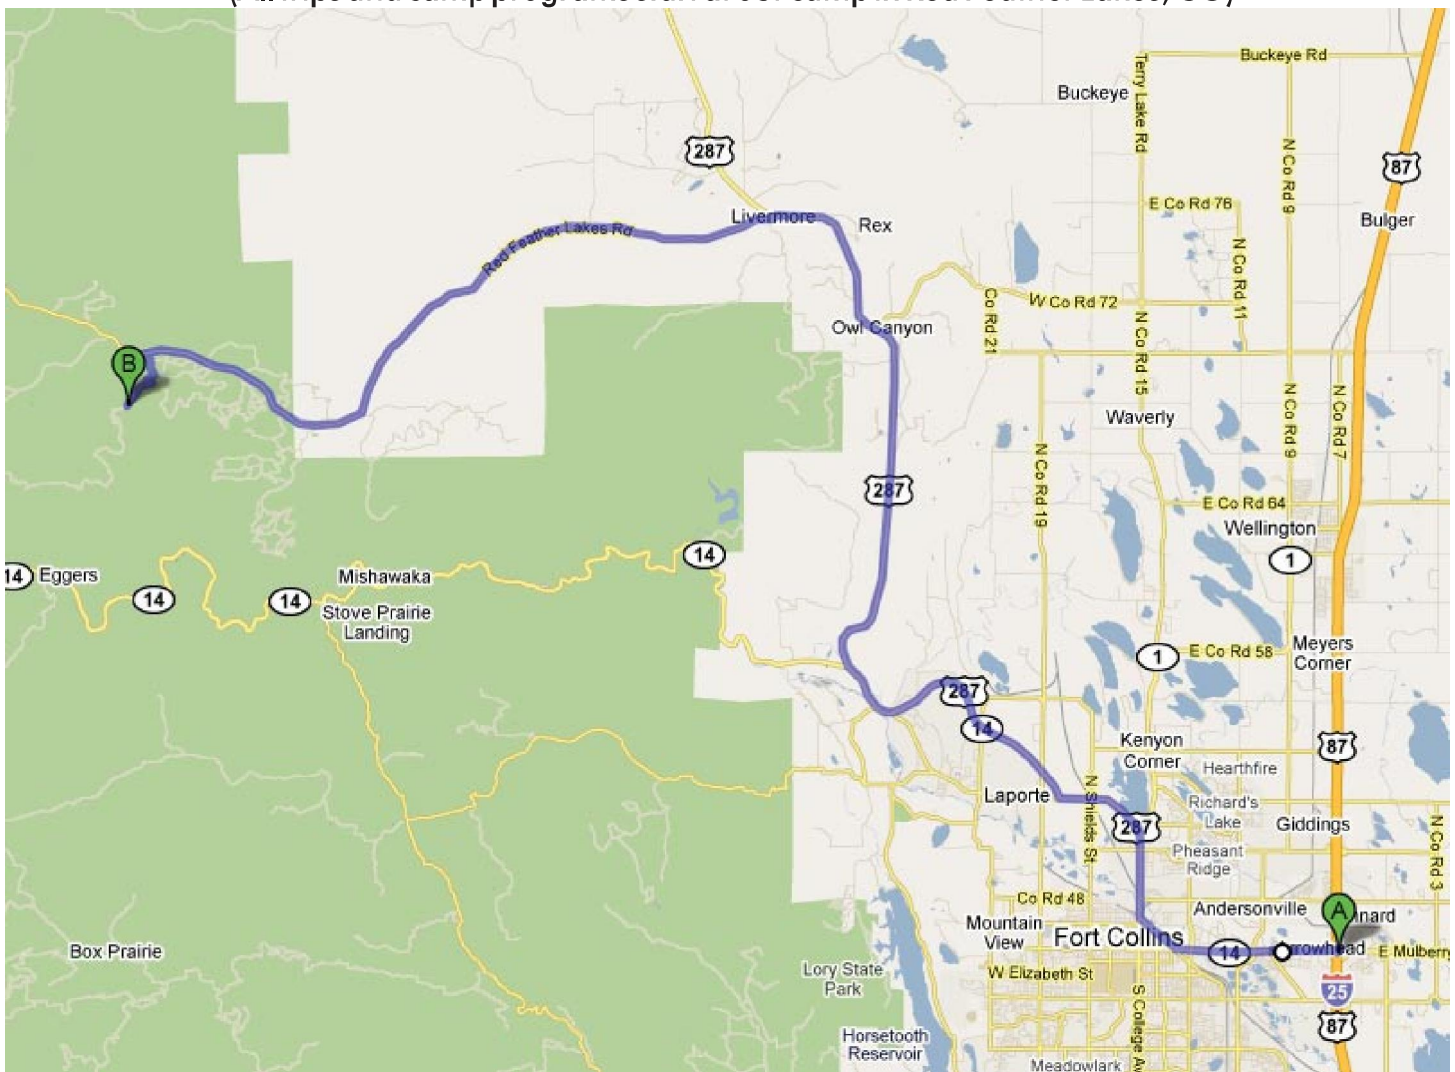 Buckeye Rd
Buckeye
Terry Lake Rd
287
87
N Co Rd 9
E Co Rd 76
Livermore
Rex
Bulger
Red Feather Lakes Rd
N Co Rd 11
Co Rd 21
W Co Rd 72
Owl Canyon
N Co Rd 15
B
N Co Rd 9
N Co Rd 7
Waverly
N Co Rd 19
287
E Co Rd 64
Wellington
14
1
14
Eggers
Mishawaka
14
14
Stove Prairie
Landing
Meyers
Corner
1
E Co Rd 58
287
14
Kenyon
Corner
87
Hearthfire
Laporte
N Shields St
Richard's
Lake
Giddings
287
N Co Rd 3
Pheasant
Ridge
Co Rd 48
Andersonville
A
Mountain
View
Fort Collins
Box Prairie
14
E Mulberry
Lory State
Park
W Elizabeth St
25
S College Av
87
Horsetooth
Reservoir
Meadowlark